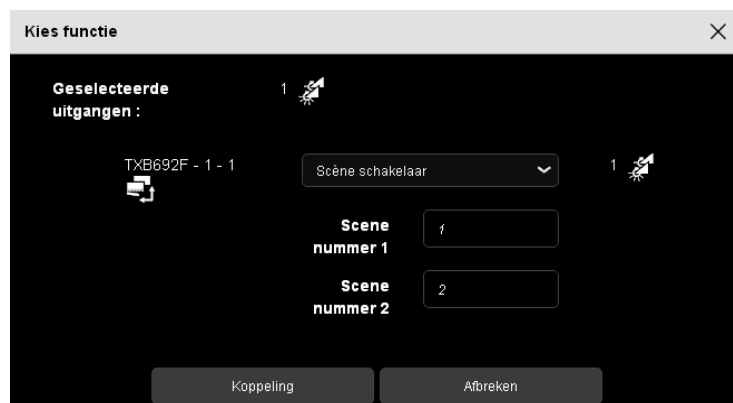 Kies functie
Geselecteerde
uitgangen :
1
TXB692F - 1 - 1
Scène schakelaar
1
Scene
nummer 1
1
Scene
nummer 2
2
Koppeling
Afbreken